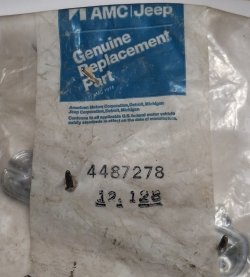 AMC Jeep
Genuine
Replacement
Part
American Motors Corporation, Detroit, Michigan
Jeep Corporation, Detroit, Michigan
Conforms to all applicable U.S. federal motor vehicle
safety standards in effect on the date of manufacture.
4487278
19, 128